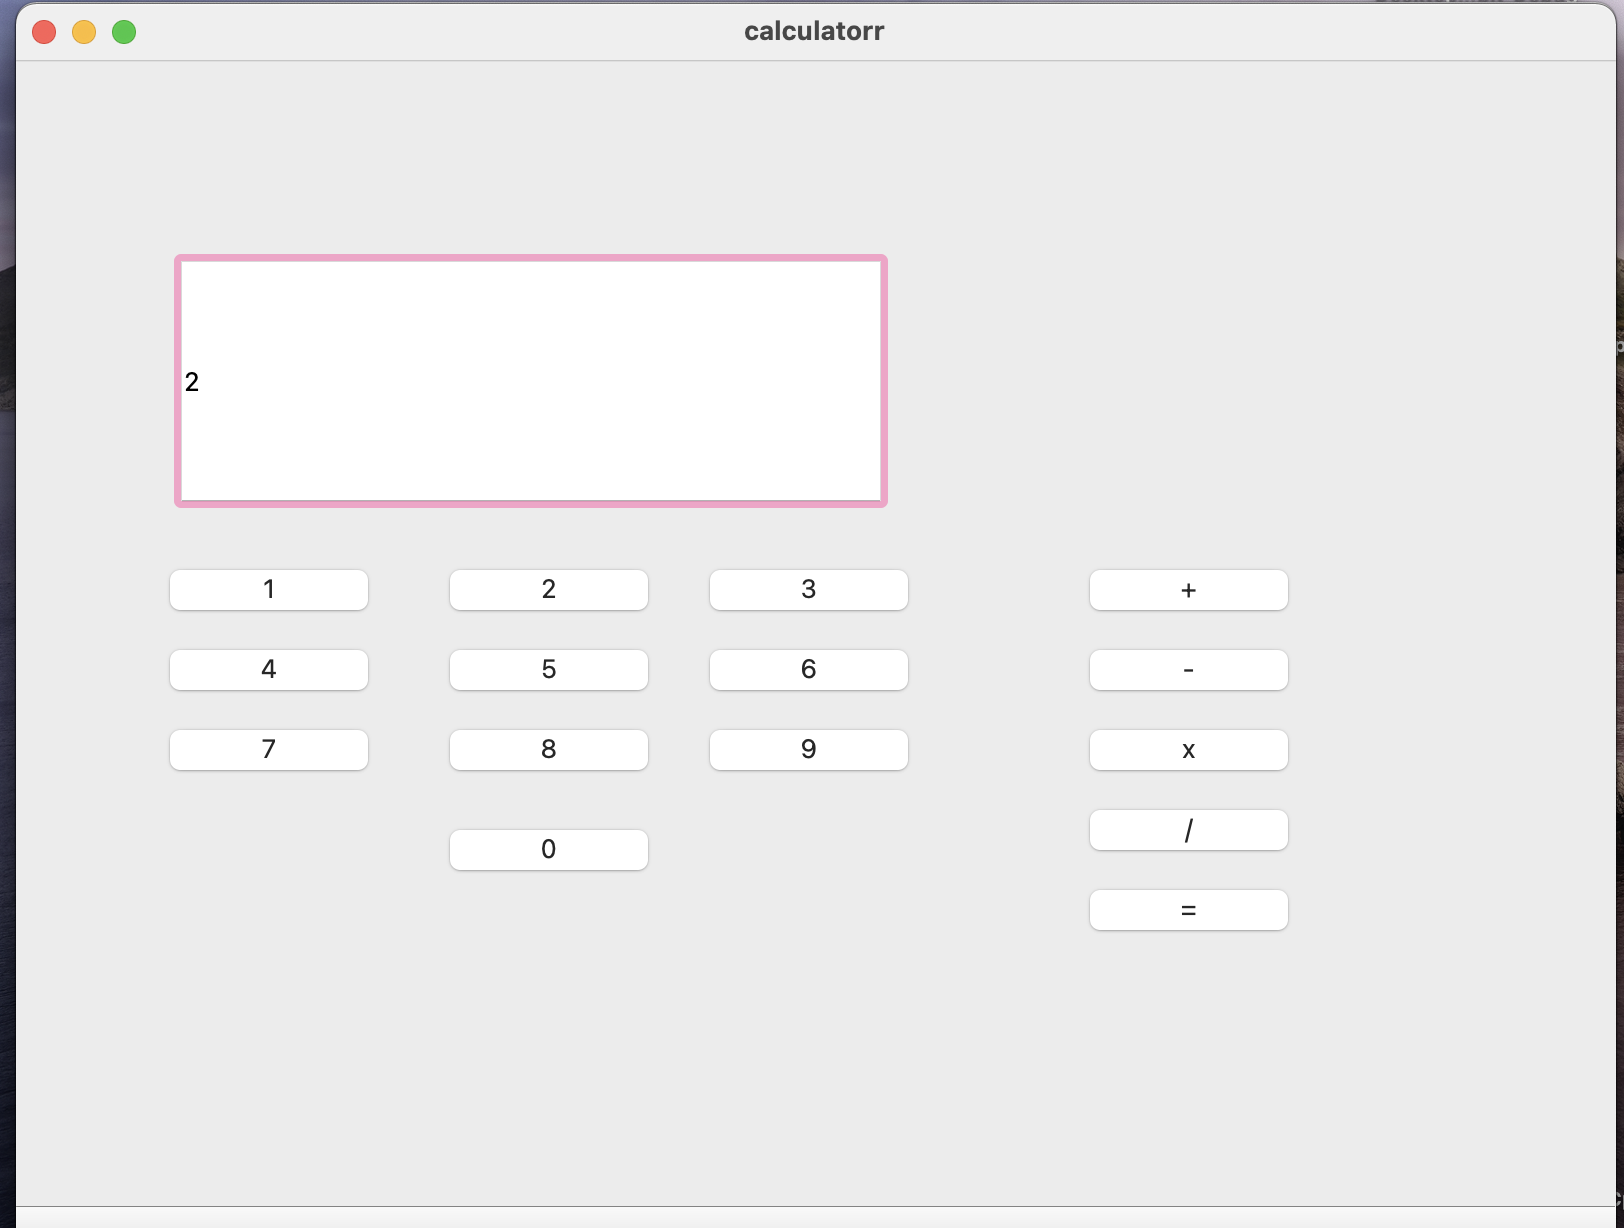 calculatorr
2
1 2 3 +
4 5 6 -
7 8 9 x
/
0
=